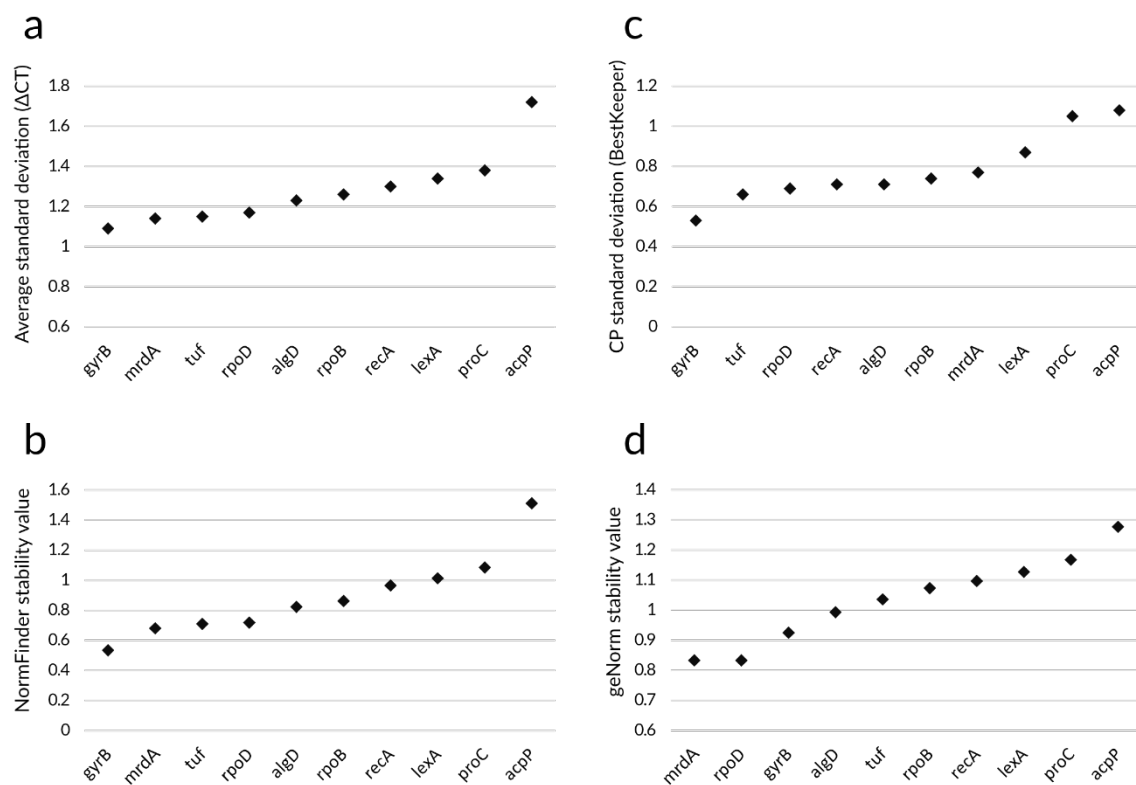 a
Average standard deviation (ΔCT)
1.8
1.6
1.4
1.2
1
0.8
0.6
gyrB mrdA tuf rpoD algD rpoB recA lexA proC acpP
c
CP standard deviation (BestKeeper)
1.2
1
0.8
0.6
0.4
0.2
0
gyrB tuf rpoD recA algD rpoB mrdA lexA proC acpP
b
NormFinder stability value
1.6
1.4
1.2
1
0.8
0.6
0.4
0.2
0
gyrB mrdA tuf rpoD algD rpoB recA lexA proC acpP
d
geNorm stability value
1.4
1.3
1.2
1.1
1
0.9
0.8
0.7
0.6
mrdA rpoD gyrB algD tuf rpoB recA lexA proC acpP